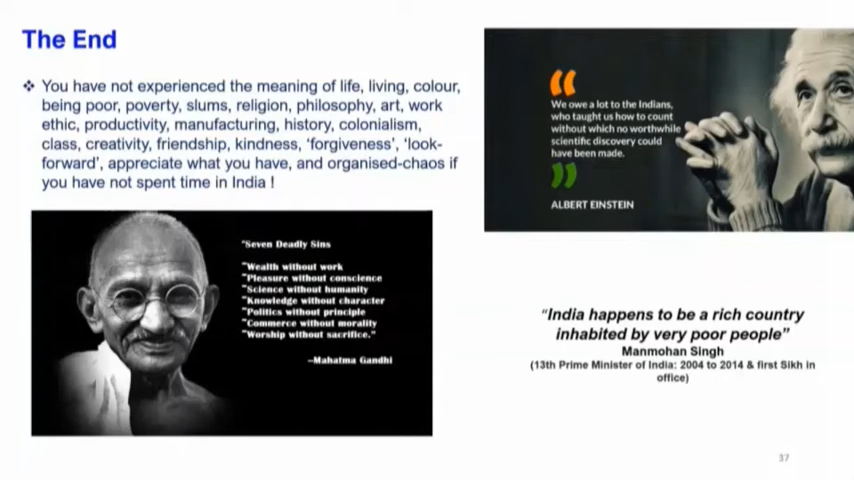 The End
❖ You have not experienced the meaning of life, living, colour,
being poor, poverty, slums, religion, philosophy, art, work
ethic, productivity, manufacturing, history, colonialism,
class, creativity, friendship, kindness, 'forgiveness', 'look-
forward', appreciate what you have, and organised-chaos if
you have not spent time in India !
"Seven Deadly Sins
"Wealth without work
"Pleasure without conscience
"Science without humanity
"Knowledge without character
"Politics without principle
"Commerce without morality
"Worship without sacrifice."
—Mahatma Gandhi
“
We owe a lot to the Indians,
who taught us how to count
without which no worthwhile
scientific discovery could
have been made.
”
ALBERT EINSTEIN
"India happens to be a rich country
inhabited by very poor people"
Manmohan Singh
(13th Prime Minister of India: 2004 to 2014 & first Sikh in
office)
37